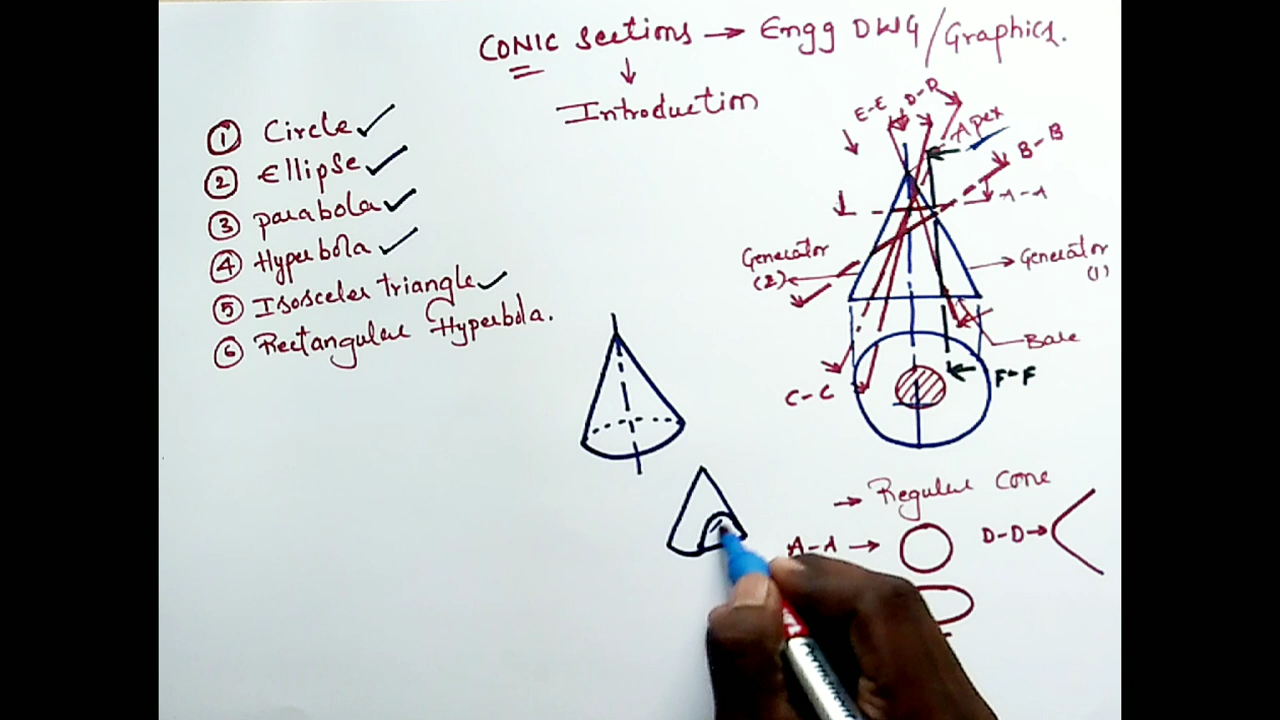 CONIC Sections → Engg DWG/Graphics.
↓
Introduction
① Circle ✓
② Ellipse ✓
③ parabola ✓
④ Hyperbola ✓
⑤ Isosceles triangle ✓
⑥ Rectangular Hyperbola.
E-E
D-D
Apex
B-B
A-A
Generator
(2)
Generator
(1)
Base
F-F
C-C
→ Regular Cone
A-A →
D-D →